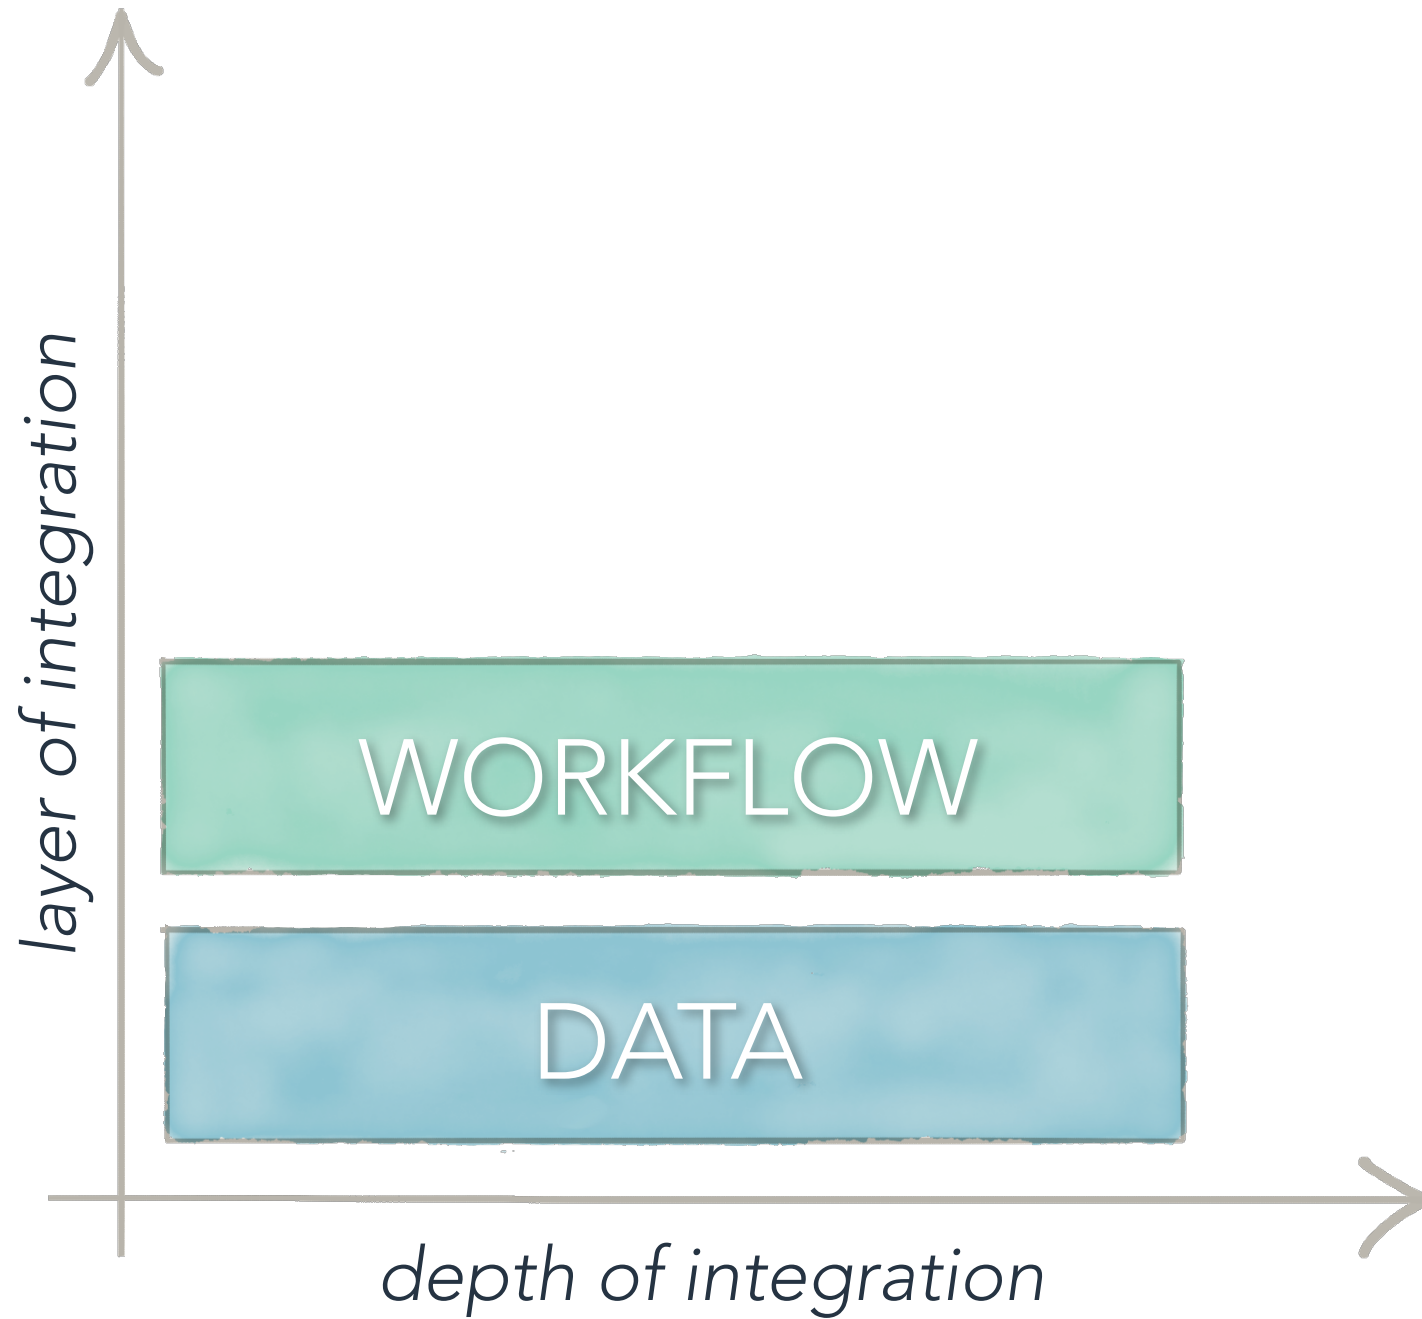 layer of integration
WORKFLOW
DATA
depth of integration